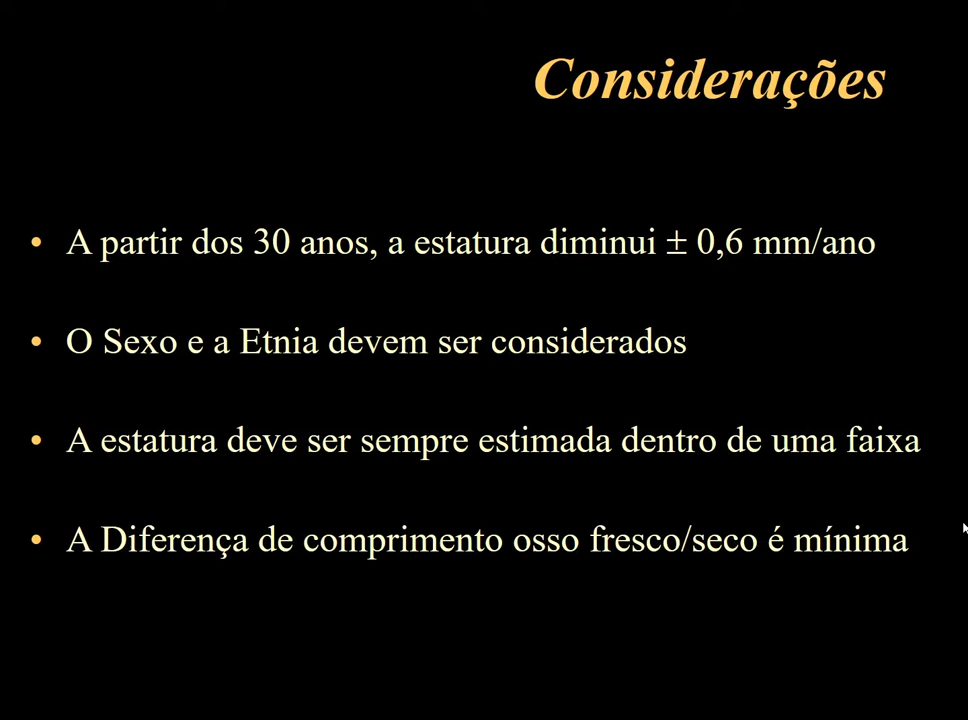 Considerações
• A partir dos 30 anos, a estatura diminui ± 0,6 mm/ano
• O Sexo e a Etnia devem ser considerados
• A estatura deve ser sempre estimada dentro de uma faixa
• A Diferença de comprimento osso fresco/seco é mínima